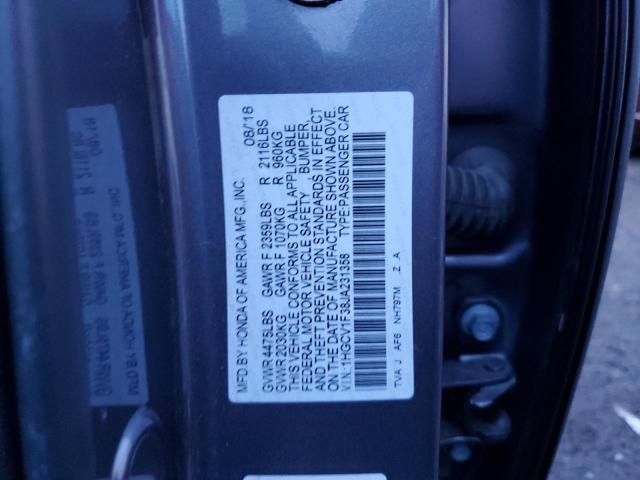 MFD BY HONDA OF AMERICA MFG.,INC. 08/18
GVWR 4475LBS GAWR F 2359LBS R 2116LBS
GVWR 2030KG GAWR F 1070KG R 960KG
THIS VEHICLE CONFORMS TO ALL APPLICABLE
FEDERAL MOTOR VEHICLE SAFETY , BUMPER,
AND THEFT PREVENTION STANDARDS IN EFFECT
ON THE DATE OF MANUFACTURE SHOWN ABOVE.
V.I.N.:1HGCV1F38JA231358 TYPE:PASSENGER CAR
TVA J AF6 NH797M Z A